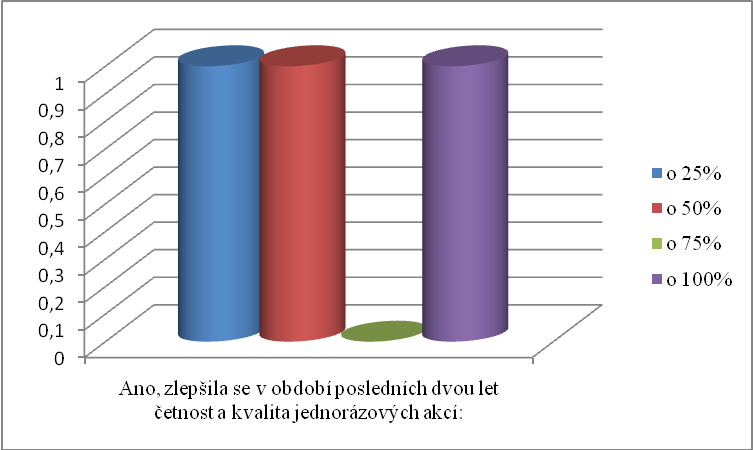 1
0,9
0,8
0,7
0,6
0,5
0,4
0,3
0,2
0,1
0
Ano, zlepšila se v období posledních dvou let
četnost a kvalita jednorázových akcí:
o 25%
o 50%
o 75%
o 100%